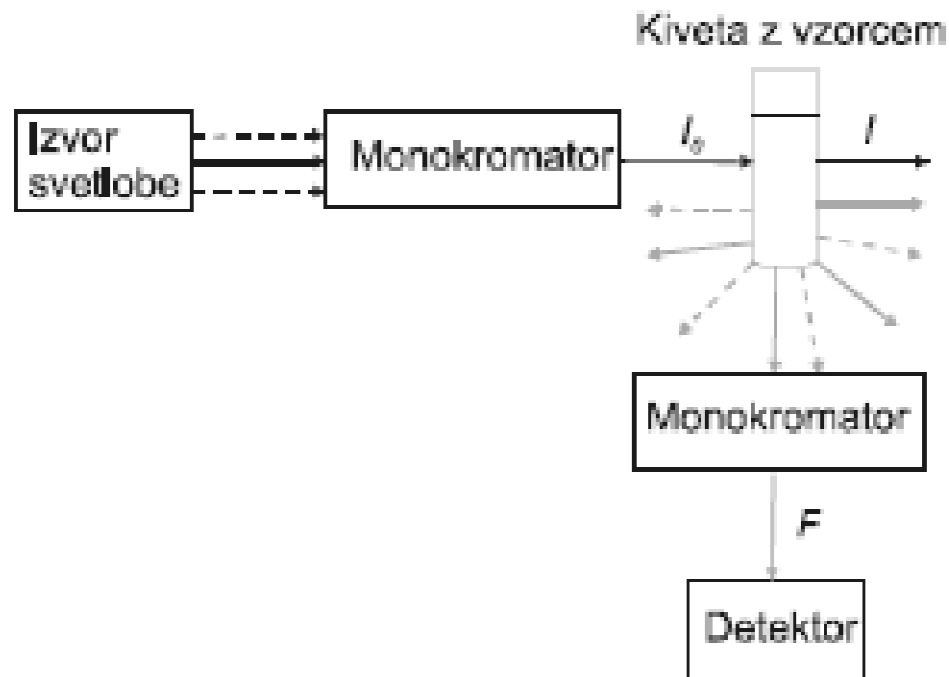 Kiveta z vzorcem
Izvor
svetlobe
Monokromator
I₀
I
Monokromator
F
Detektor